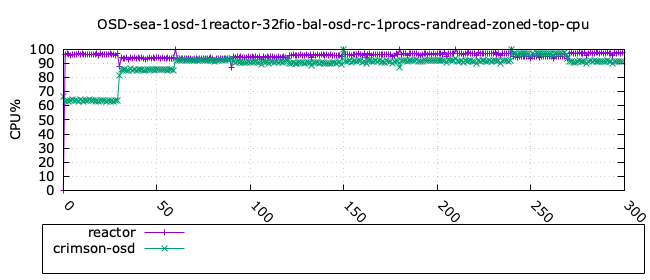 OSD-sea-1osd-1reactor-32fio-bal-osd-rc-1procs-randread-zoned-top-cpu
100
90
80
70
60
50
40
30
20
10
0
CPU%
0 50 100 150 200 250 300
reactor
crimson-osd